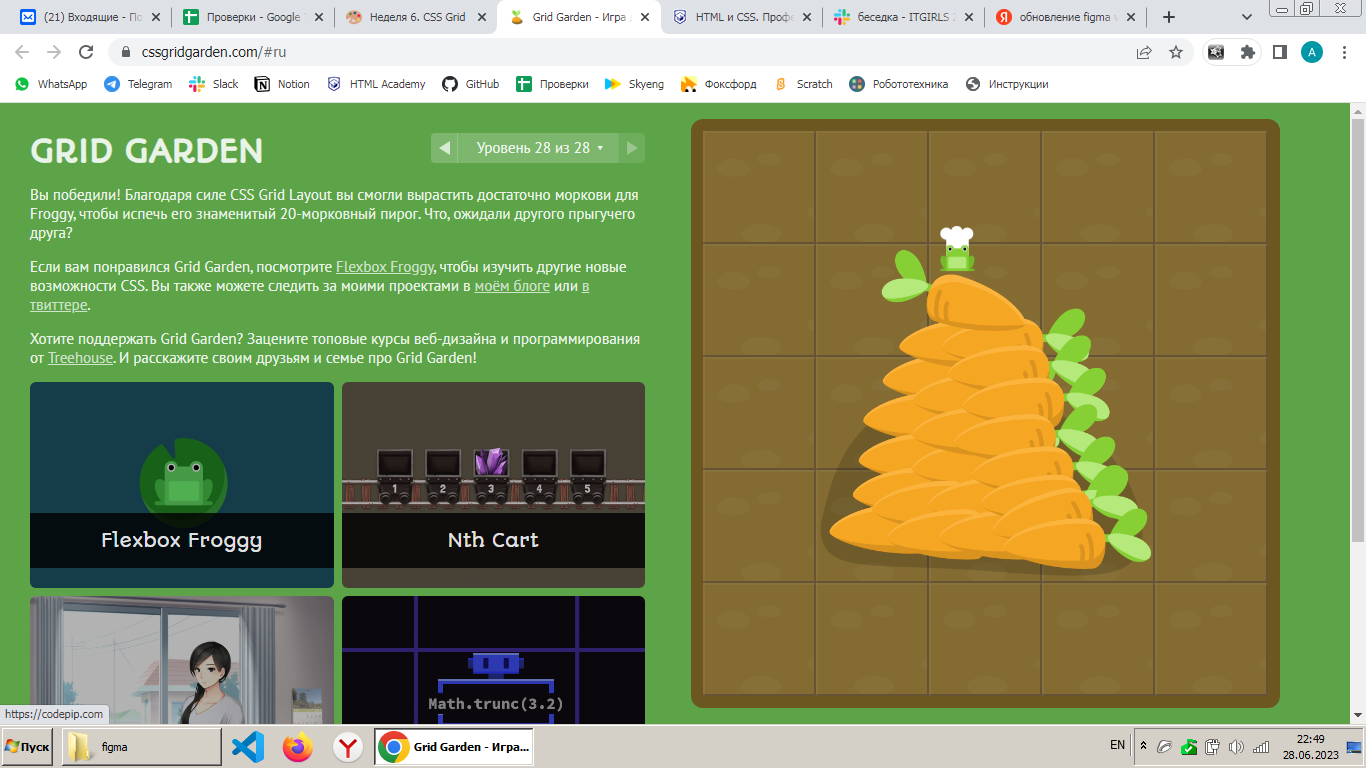 (21) Входящие - По
Проверки - Google
Неделя 6. CSS Grid
Grid Garden - Игра д
HTML и CSS. Профе
беседка - ITGIRLS 2
обновление figma v
cssgridgarden.com/#ru
A
WhatsApp
Telegram
Slack
Notion
HTML Academy
GitHub
Проверки
Skyeng
Фоксфорд
Scratch
Робототехника
Инструкции
GRID GARDEN
Уровень 28 из 28
Вы победили! Благодаря силе CSS Grid Layout вы смогли вырастить достаточно моркови для
Froggy, чтобы испечь его знаменитый 20-морковный пирог. Что, ожидали другого прыгучего
друга?
Если вам понравился Grid Garden, посмотрите Flexbox Froggy, чтобы изучить другие новые
возможности CSS. Вы также можете следить за моими проектами в моём блоге или в
твиттере.
Хотите поддержать Grid Garden? Зацените топовые курсы веб-дизайна и программирования
от Treehouse. И расскажите своим друзьям и семье про Grid Garden!
Flexbox Froggy
1 2 3 4 5
Nth Cart
Math.trunc(3.2)
https://codepip.com
Пуск
figma
Grid Garden - Игра...
EN
22:49
28.06.2023